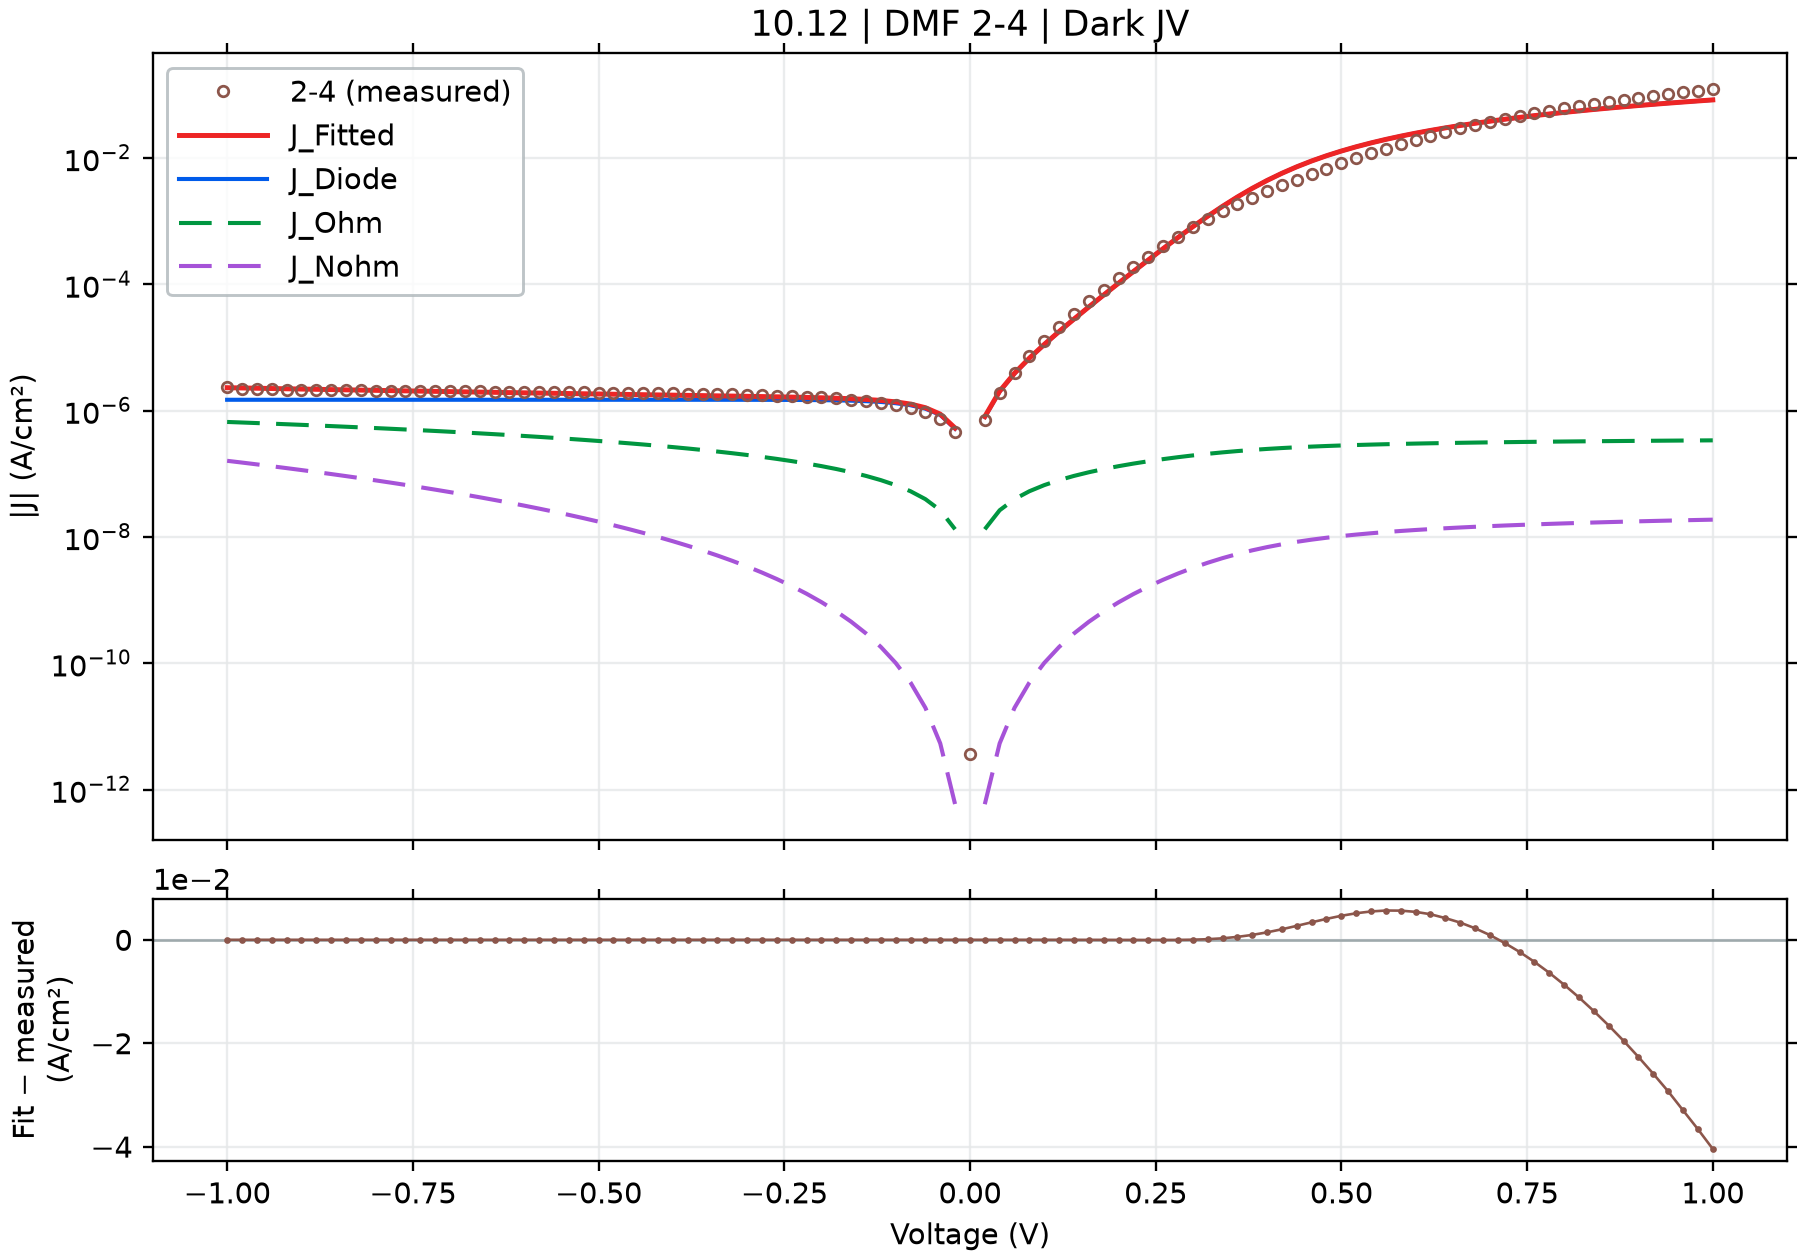 10.12 | DMF 2-4 | Dark JV
2-4 (measured)
J_Fitted
J_Diode
J_Ohm
J_Nohm
|J| (A/cm²)
10⁻²
10⁻⁴
10⁻⁶
10⁻⁸
10⁻¹⁰
10⁻¹²
1e−2
Fit − measured
(A/cm²)
0
−2
−4
−1.00 −0.75 −0.50 −0.25 0.00 0.25 0.50 0.75 1.00
Voltage (V)